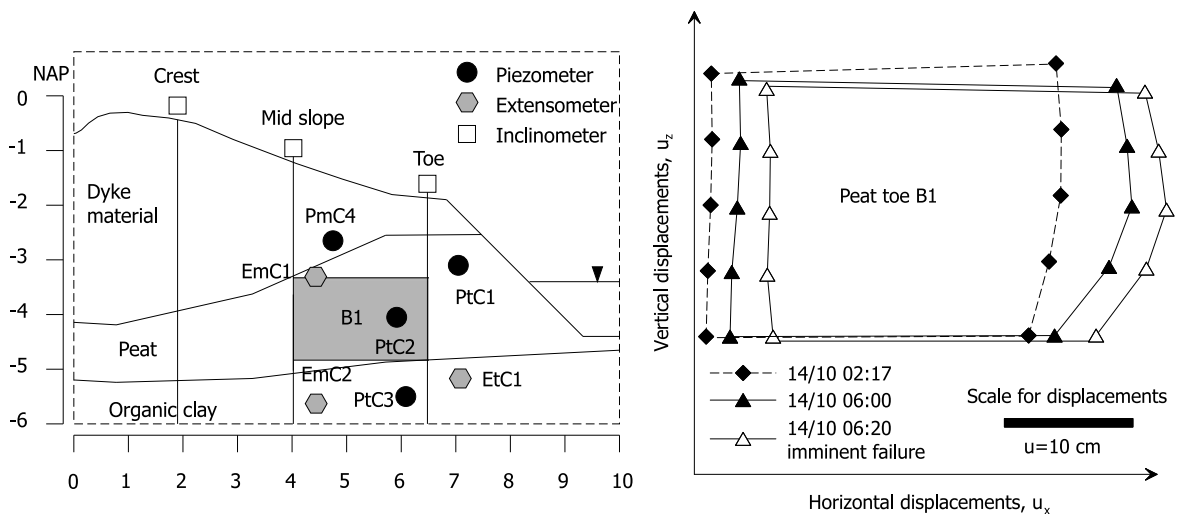 NAP
0
-1
-2
-3
-4
-5
-6
Crest
Mid slope
Toe
Piezometer
Extensometer
Inclinometer
Dyke
material
PmC4
EmC1
PtC1
B1
PtC2
Peat
EmC2
EtC1
PtC3
Organic clay
0 1 2 3 4 5 6 7 8 9 10
Vertical displacements, u_z
Peat toe B1
14/10 02:17
14/10 06:00
14/10 06:20
imminent failure
Scale for displacements
u=10 cm
Horizontal displacements, u_x